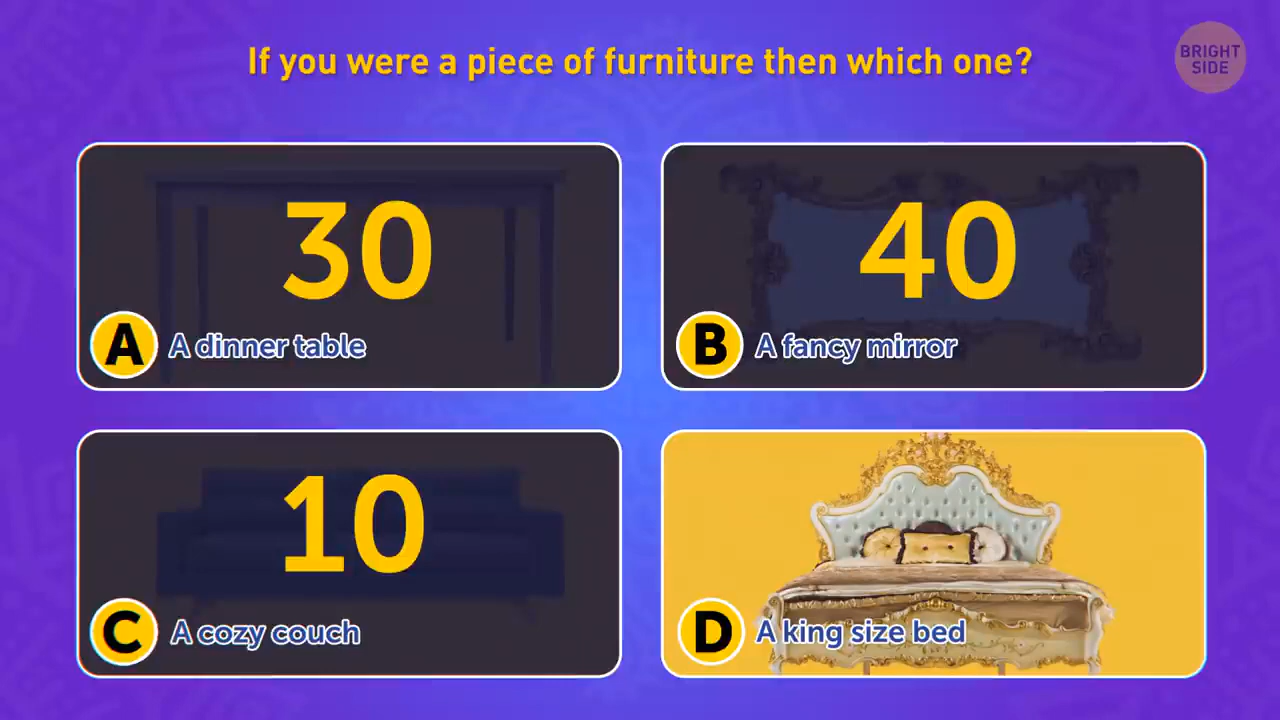 If you were a piece of furniture then which one?
BRIGHT
SIDE
30
A
A dinner table
40
B
A fancy mirror
10
C
A cozy couch
D
A king size bed